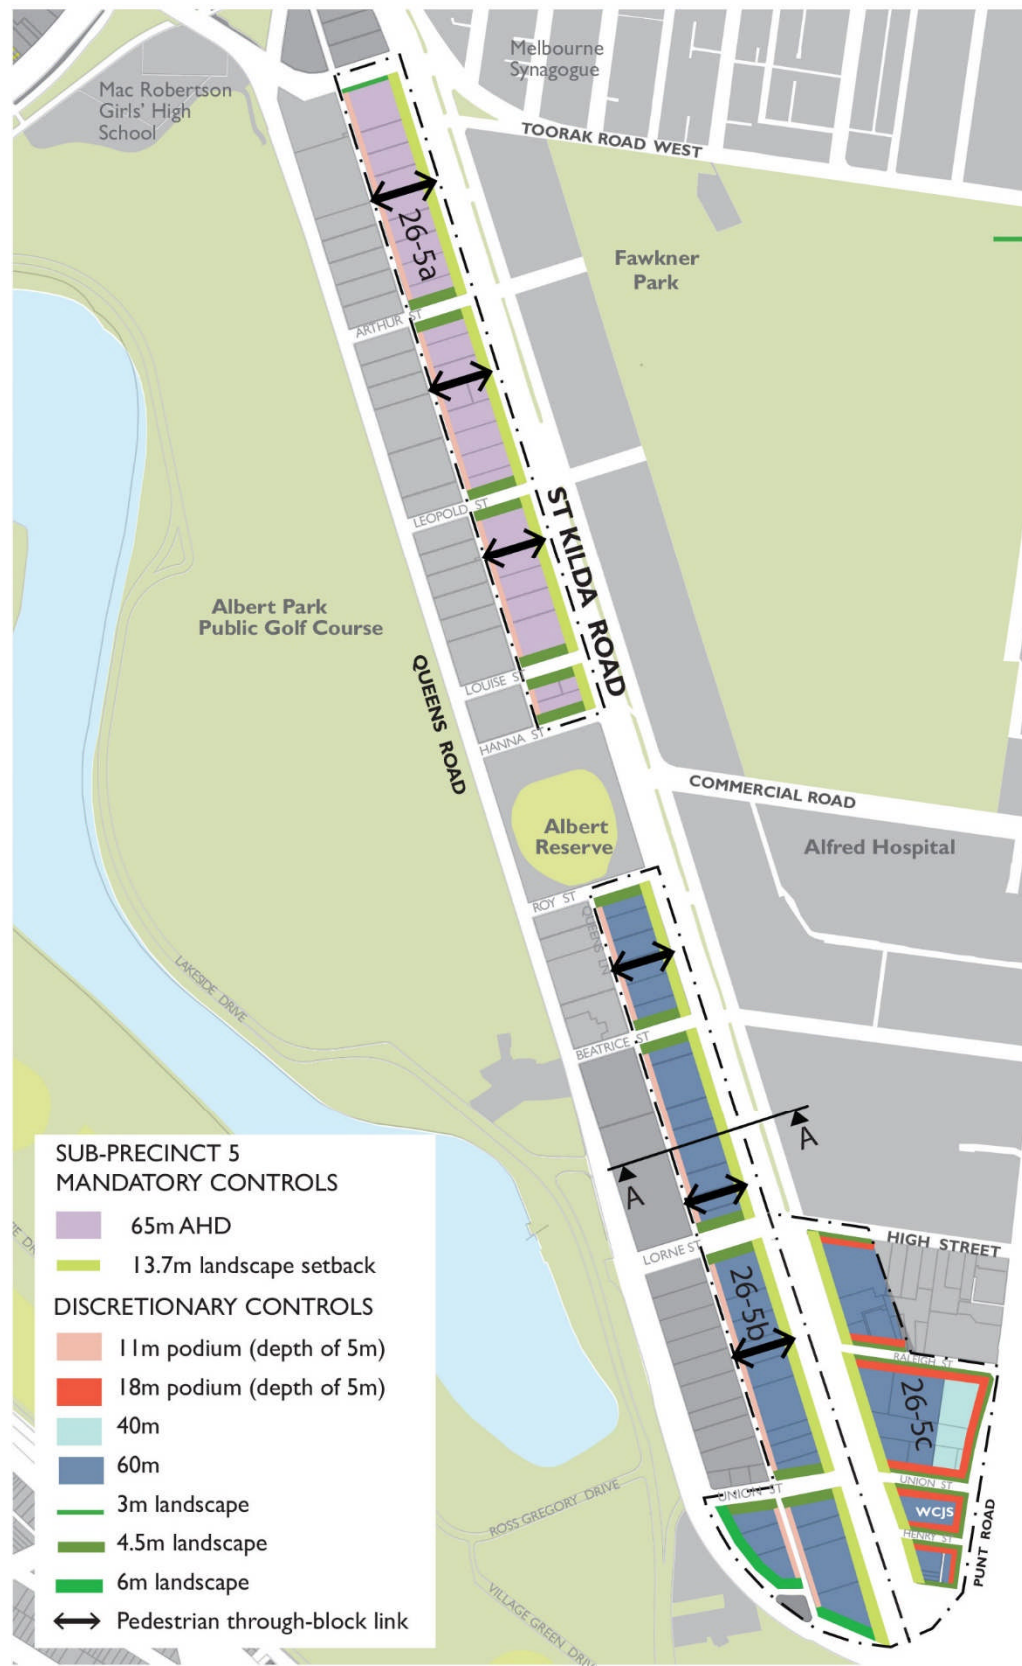 Melbourne
Synagogue
Mac Robertson
Girls' High
School
TOORAK ROAD WEST
26-5a
Fawkner
Park
ARTHUR ST
LEOPOLD ST
ST KILDA ROAD
Albert Park
Public Golf Course
QUEENS ROAD
LOUISE ST
HANNA ST
COMMERCIAL ROAD
Albert
Reserve
Alfred Hospital
ROY ST
QUEENS LN
LAKESIDE DRIVE
BEATRICE ST
A
A
LORNE ST
HIGH STREET
26-5b
RALEIGH ST
26-5c
UNION ST
UNION ST
WCJS
HENRY ST
PUNT ROAD
ROSS GREGORY DRIVE
VILLAGE GREEN DRIVE
SUB-PRECINCT 5
MANDATORY CONTROLS
65m AHD
13.7m landscape setback
DISCRETIONARY CONTROLS
11m podium (depth of 5m)
18m podium (depth of 5m)
40m
60m
3m landscape
4.5m landscape
6m landscape
Pedestrian through-block link